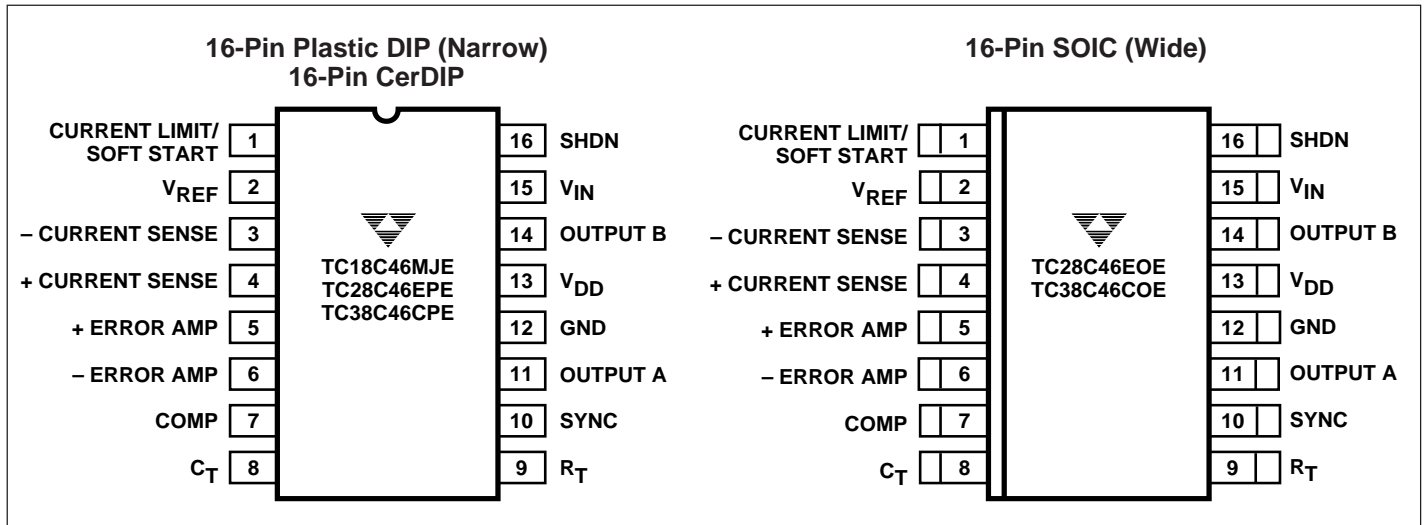 16-Pin Plastic DIP (Narrow)
16-Pin CerDIP
CURRENT LIMIT/
SOFT START
1
16 SHDN
VREF 2
15 VIN
– CURRENT SENSE 3
14 OUTPUT B
+ CURRENT SENSE 4
13 VDD
+ ERROR AMP 5
12 GND
– ERROR AMP 6
11 OUTPUT A
COMP 7
10 SYNC
CT 8
9 RT
TC18C46MJE
TC28C46EPE
TC38C46CPE
16-Pin SOIC (Wide)
CURRENT LIMIT/
SOFT START
1
16 SHDN
VREF 2
15 VIN
– CURRENT SENSE 3
14 OUTPUT B
+ CURRENT SENSE 4
13 VDD
+ ERROR AMP 5
12 GND
– ERROR AMP 6
11 OUTPUT A
COMP 7
10 SYNC
CT 8
9 RT
TC28C46EOE
TC38C46COE